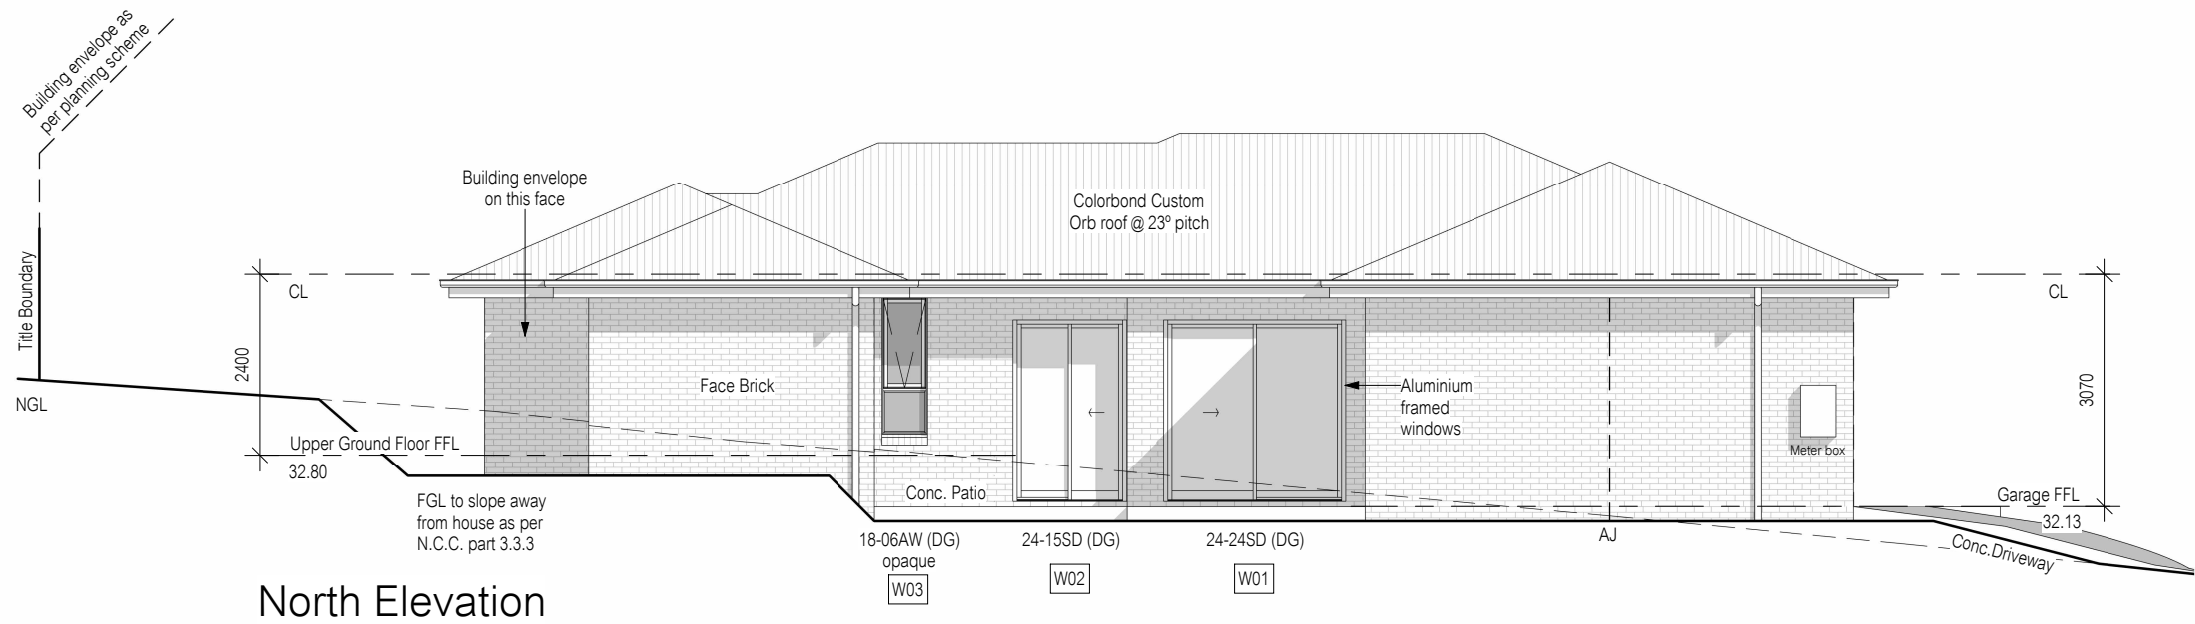 Building envelope as
per planning scheme
Building envelope
on this face
Colorbond Custom
Orb roof @ 23º pitch
Title Boundary
CL
CL
2400
3070
NGL
Face Brick
Aluminium
framed
windows
Upper Ground Floor FFL
32.80
Meter box
Conc. Patio
Garage FFL
32.13
FGL to slope away
from house as per
N.C.C. part 3.3.3
18-06AW (DG)
opaque
W03
24-15SD (DG)
W02
24-24SD (DG)
W01
AJ
Conc.Driveway
North Elevation